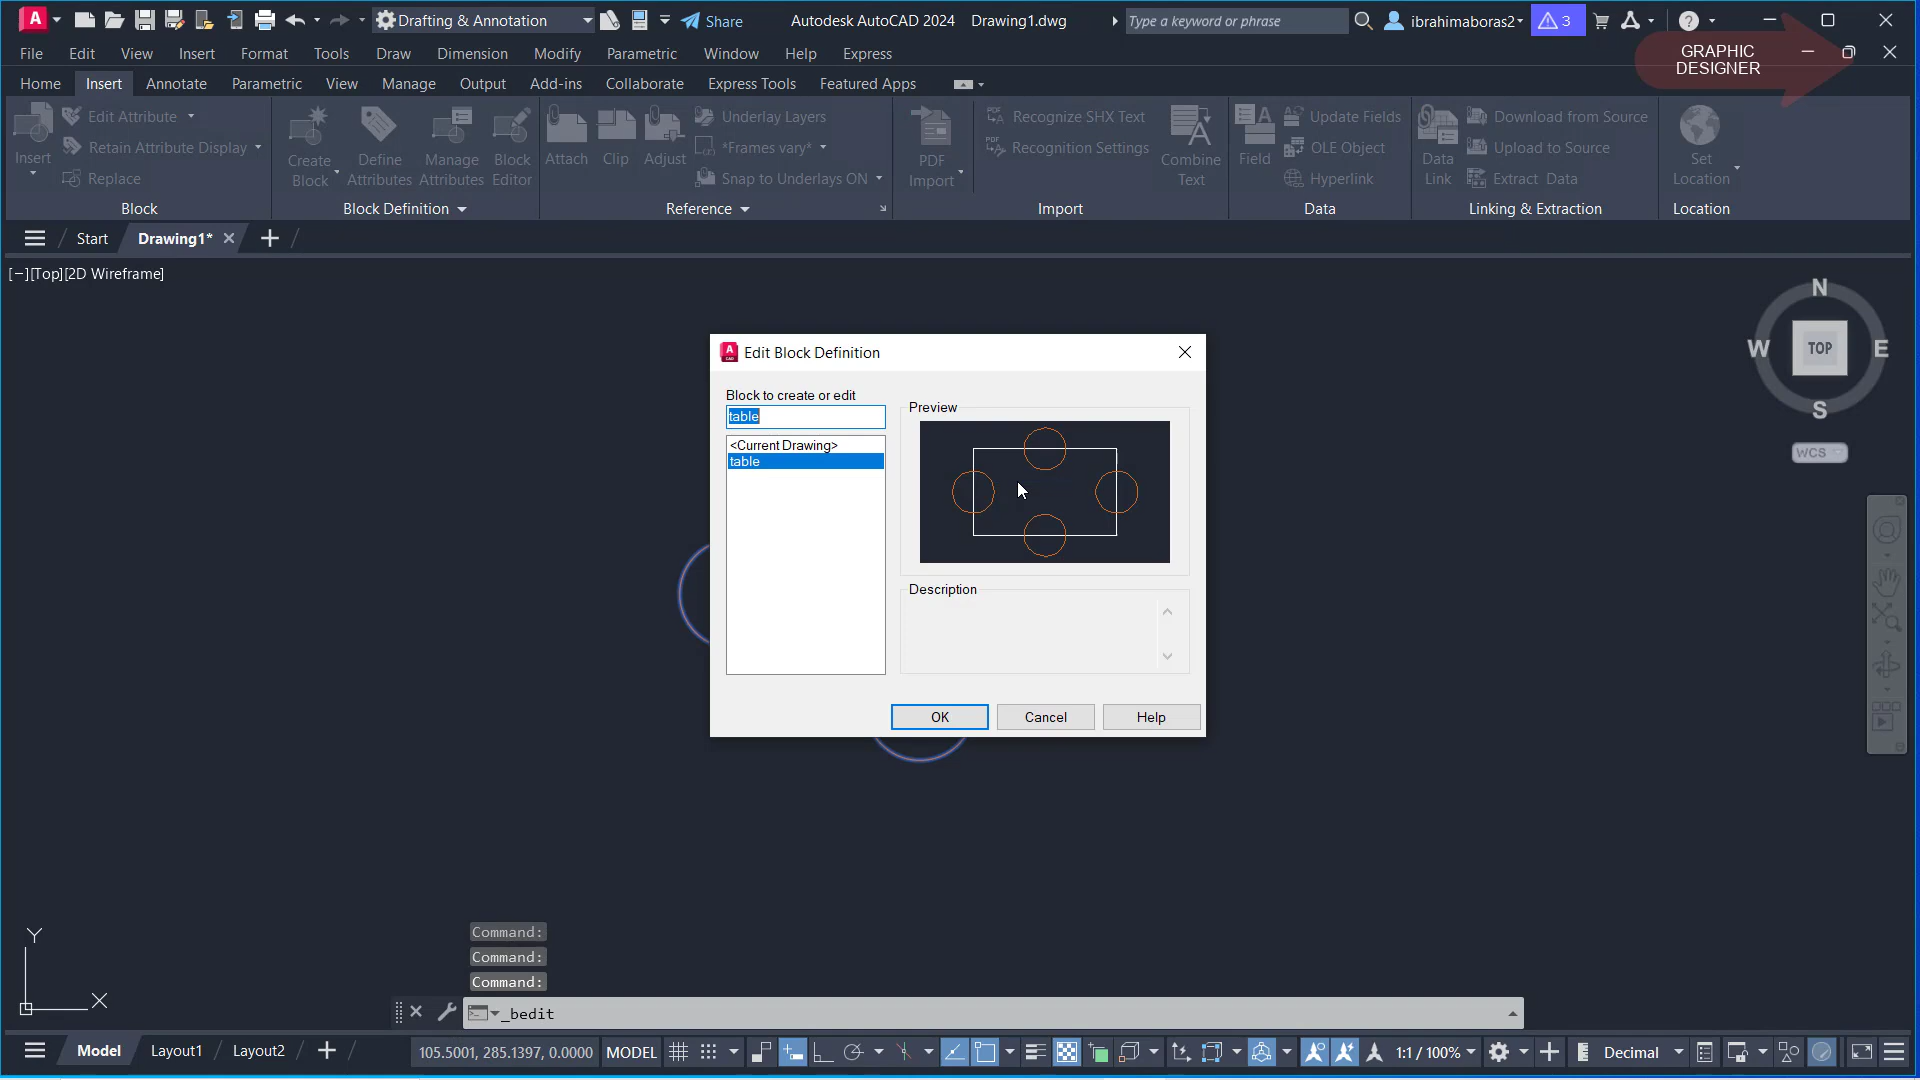 Drafting & Annotation
Share
Autodesk AutoCAD 2024 Drawing1.dwg
Type a keyword or phrase
ibrahimaboras2
3
GRAPHIC
DESIGNER
File Edit View Insert Format Tools Draw Dimension Modify Parametric Window Help Express
Home Insert Annotate Parametric View Manage Output Add-ins Collaborate Express Tools Featured Apps
Insert
Edit Attribute
Retain Attribute Display
Replace
Block
Create
Block
Define
Attributes
Manage
Attributes
Block
Editor
Block Definition
Attach
Clip
Adjust
Underlay Layers
*Frames vary*
Snap to Underlays ON
Reference
PDF
Import
Recognize SHX Text
Recognition Settings
Combine
Text
Import
Field
Update Fields
OLE Object
Hyperlink
Data
Data
Link
Download from Source
Upload to Source
Extract Data
Linking & Extraction
Set
Location
Location
Start
Drawing1*
[−][Top][2D Wireframe]
N
W
TOP
E
S
WCS
Edit Block Definition
Block to create or edit
table
<Current Drawing>
table
Preview
Description
OK
Cancel
Help
Y
X
Command:
Command:
Command:
_bedit
Model
Layout1
Layout2
105.5001, 285.1397, 0.0000
MODEL
1:1 / 100%
Decimal